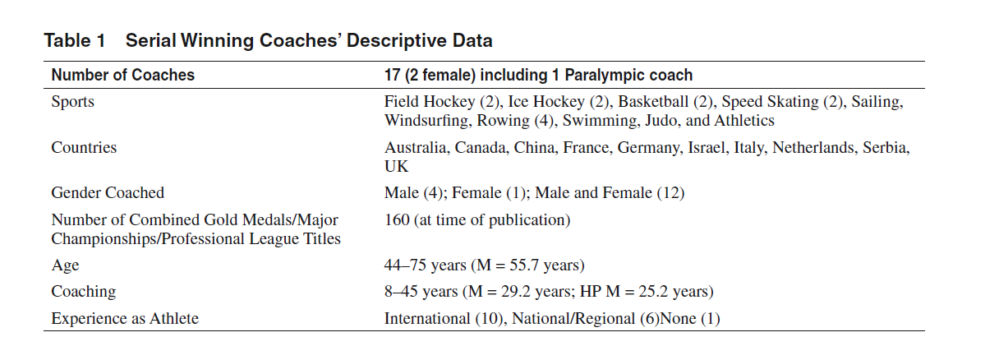 Table 1 Serial Winning Coaches’ Descriptive Data
Number of Coaches 17 (2 female) including 1 Paralympic coach
Sports Field Hockey (2), Ice Hockey (2), Basketball (2), Speed Skating (2), Sailing,
Windsurfing, Rowing (4), Swimming, Judo, and Athletics
Countries Australia, Canada, China, France, Germany, Israel, Italy, Netherlands, Serbia,
UK
Gender Coached Male (4); Female (1); Male and Female (12)
Number of Combined Gold Medals/Major 160 (at time of publication)
Championships/Professional League Titles
Age 44–75 years (M = 55.7 years)
Coaching 8–45 years (M = 29.2 years; HP M = 25.2 years)
Experience as Athlete International (10), National/Regional (6)None (1)